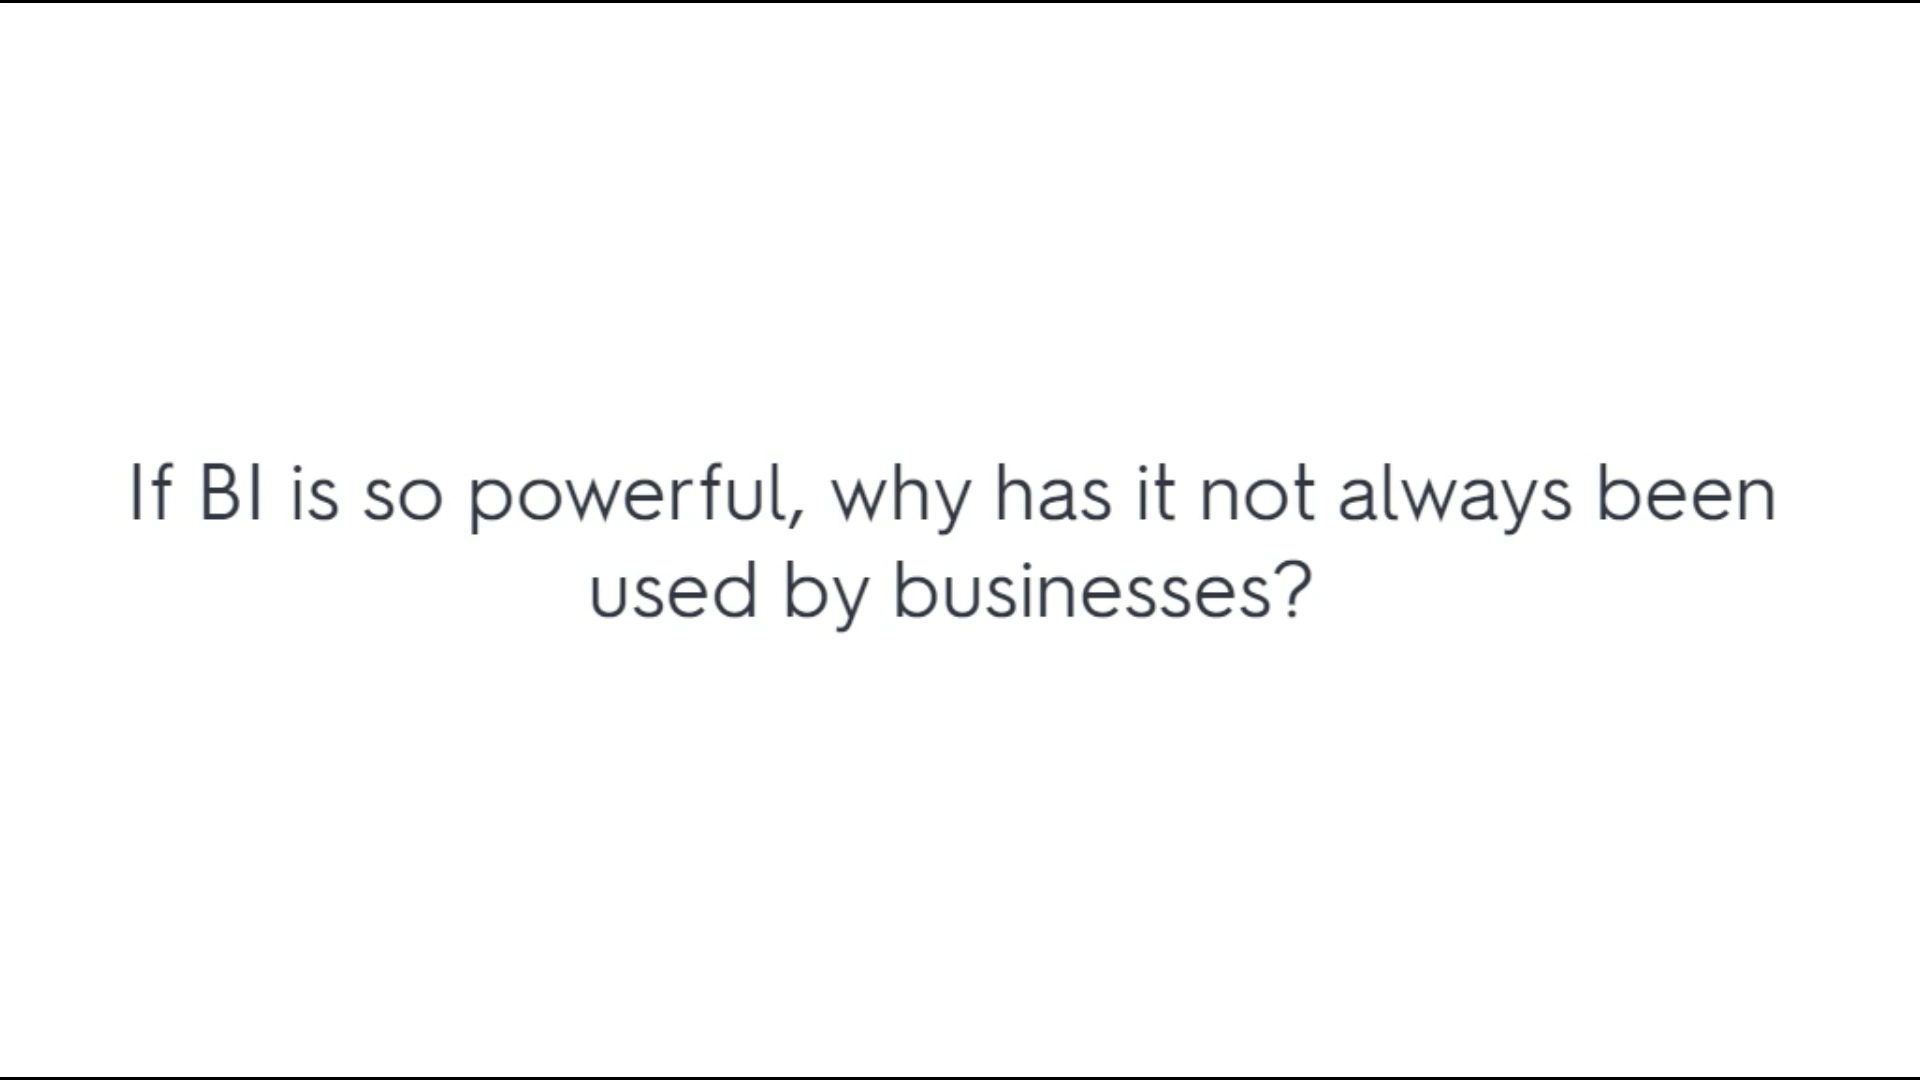 If BI is so powerful, why has it not always been
used by businesses?